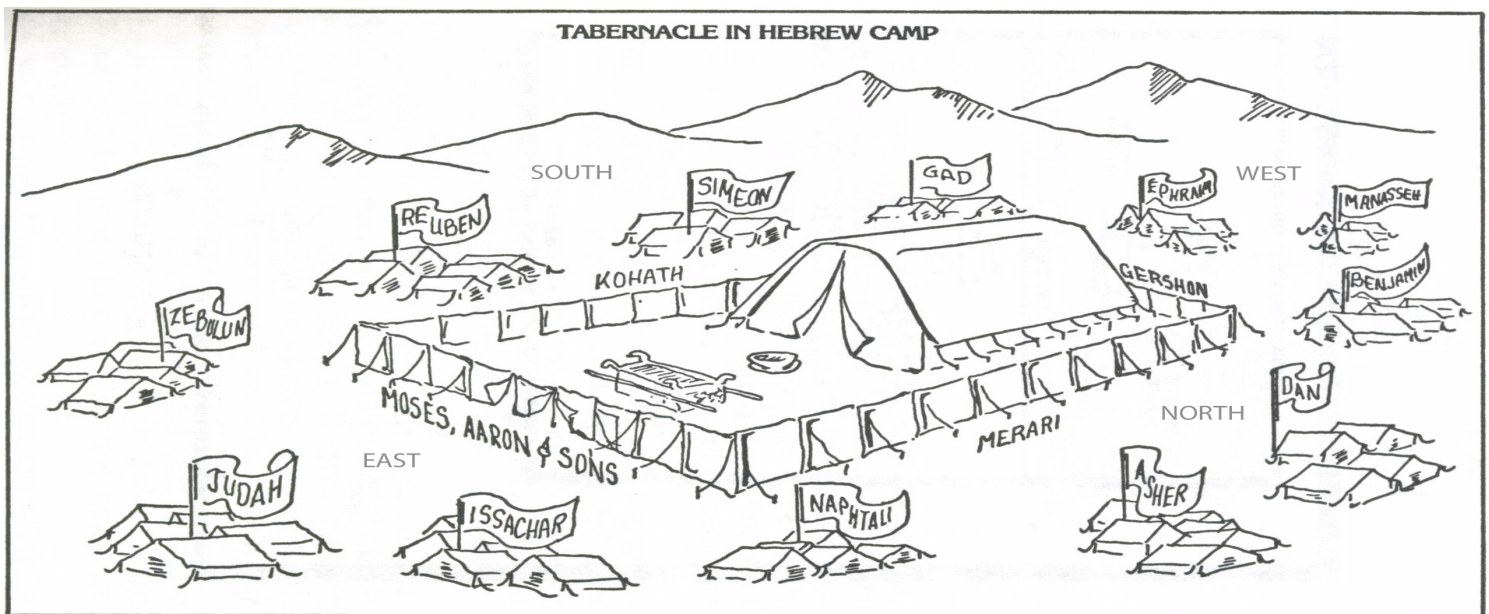 TABERNACLE IN HEBREW CAMP
SOUTH
WEST
REUBEN
SIMEON
GAD
EPHRAIM
MANASSEH
KOHATH
GERSHON
BENJAMIN
ZEBULUN
DAN
MOSES, AARON & SONS
MERARI
NORTH
EAST
JUDAH
ISSACHAR
NAPHTALI
ASHER